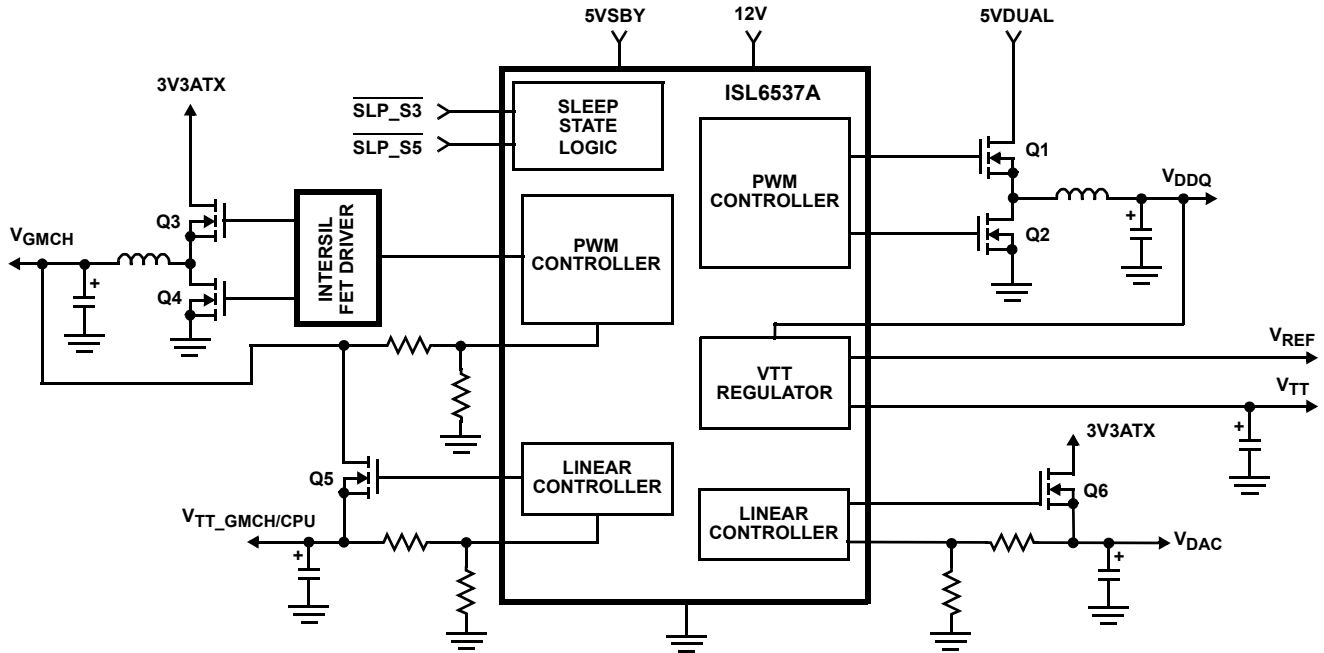 5VSBY
12V
5VDUAL
3V3ATX
SLP_S3
SLP_S5
SLEEP
STATE
LOGIC
ISL6537A
Q1
PWM
CONTROLLER
VDDQ
+
Q2
Q3
VGMCH
+
Q4
INTERSIL
FET DRIVER
PWM
CONTROLLER
VTT
REGULATOR
VREF
VTT
+
3V3ATX
Q5
LINEAR
CONTROLLER
LINEAR
CONTROLLER
Q6
VTT_GMCH/CPU
+
VDAC
+